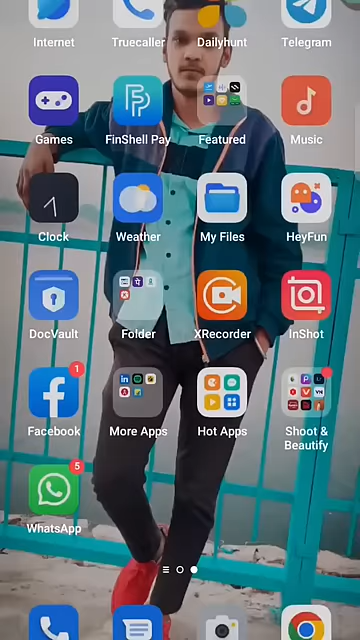 Internet
Truecaller
Dailyhunt
Telegram
Games
FinShell Pay
Featured
Music
Clock
Weather
My Files
HeyFun
DocVault
Folder
XRecorder
InShot
1
Facebook
More Apps
Hot Apps
Shoot &
Beautify
5
WhatsApp